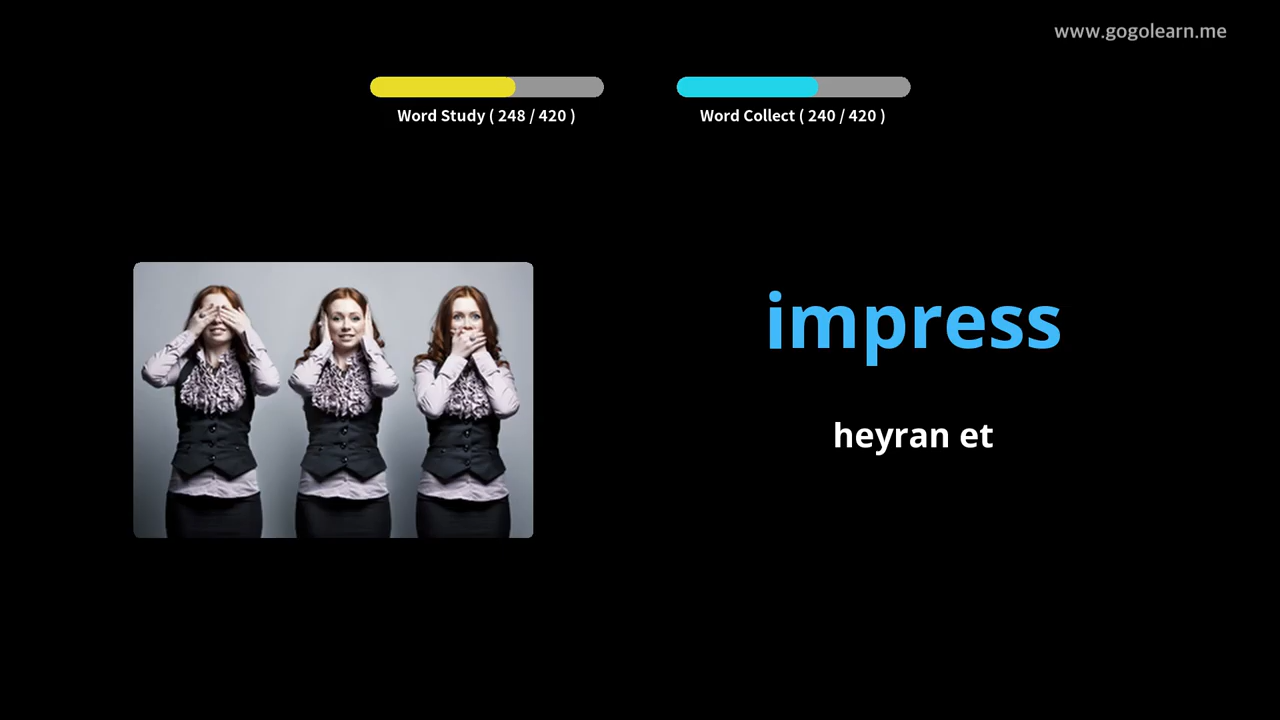 www.gogolearn.me
Word Study ( 248 / 420 )
Word Collect ( 240 / 420 )
impress
heyran et